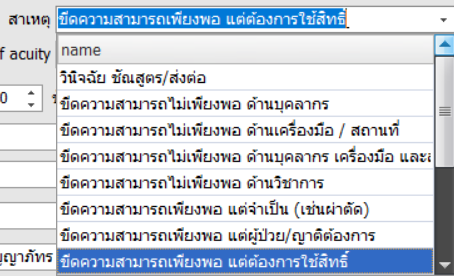 สาเหตุ ขีดความสามารถเพียงพอ แต่ต้องการใช้สิทธิ์
of acuity
name
วินิจฉัย ชัณสูตร/ส่งต่อ
0
ขีดความสามารถไม่เพียงพอ ด้านบุคลากร
ขีดความสามารถไม่เพียงพอ ด้านเครื่องมือ / สถานที่
ขีดความสามารถไม่เพียงพอ ด้านบุคลากร เครื่องมือ และ
ขีดความสามารถไม่เพียงพอ ด้านวิชาการ
ขีดความสามารถเพียงพอ แต่จำเป็น (เช่นผ่าตัด)
ขีดความสามารถเพียงพอ แต่ผู้ป่วย/ญาติต้องการ
ขีดความสามารถเพียงพอ แต่ต้องการใช้สิทธิ์